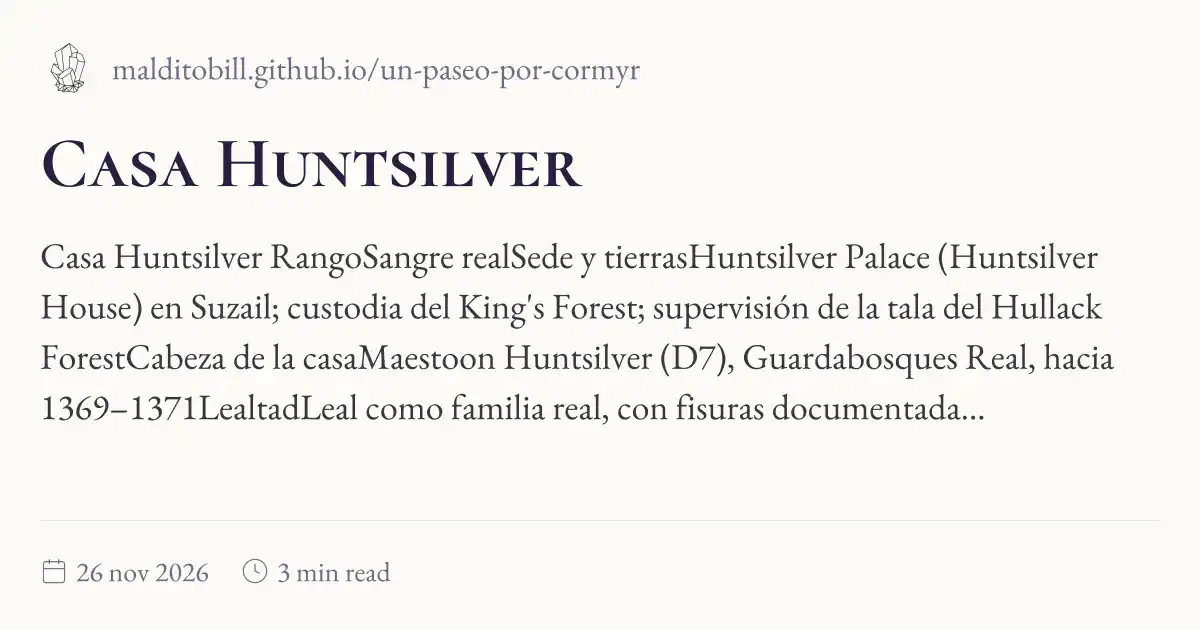 malditobill.github.io/un-paseo-por-cormyr
Casa Huntsilver
Casa Huntsilver RangoSangre realSede y tierrasHuntsilver Palace (Huntsilver
House) en Suzail; custodia del King's Forest; supervisión de la tala del Hullack
ForestCabeza de la casaMaestoon Huntsilver (D7), Guardabosques Real, hacia
1369–1371LealtadLeal como familia real, con fisuras documentada...
26 nov 2026
3 min read